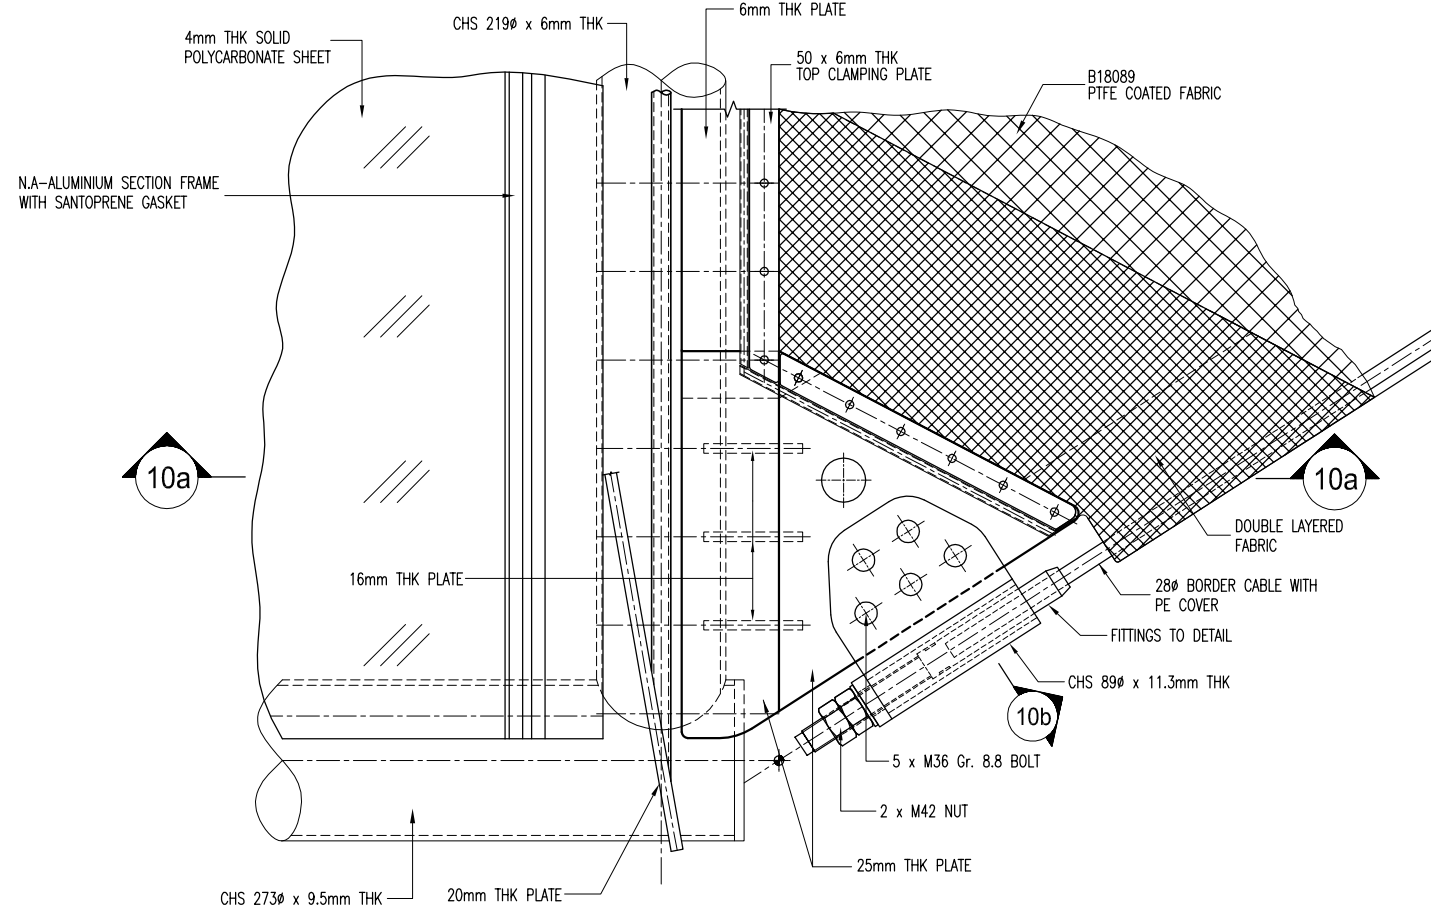 6mm THK PLATE
CHS 219ø x 6mm THK
4mm THK SOLID
POLYCARBONATE SHEET
50 x 6mm THK
TOP CLAMPING PLATE
B18089
PTFE COATED FABRIC
N.A-ALUMINIUM SECTION FRAME
WITH SANTOPRENE GASKET
10a
10a
DOUBLE LAYERED
FABRIC
16mm THK PLATE
28ø BORDER CABLE WITH
PE COVER
FITTINGS TO DETAIL
CHS 89ø x 11.3mm THK
10b
5 x M36 Gr. 8.8 BOLT
2 x M42 NUT
25mm THK PLATE
20mm THK PLATE
CHS 273ø x 9.5mm THK